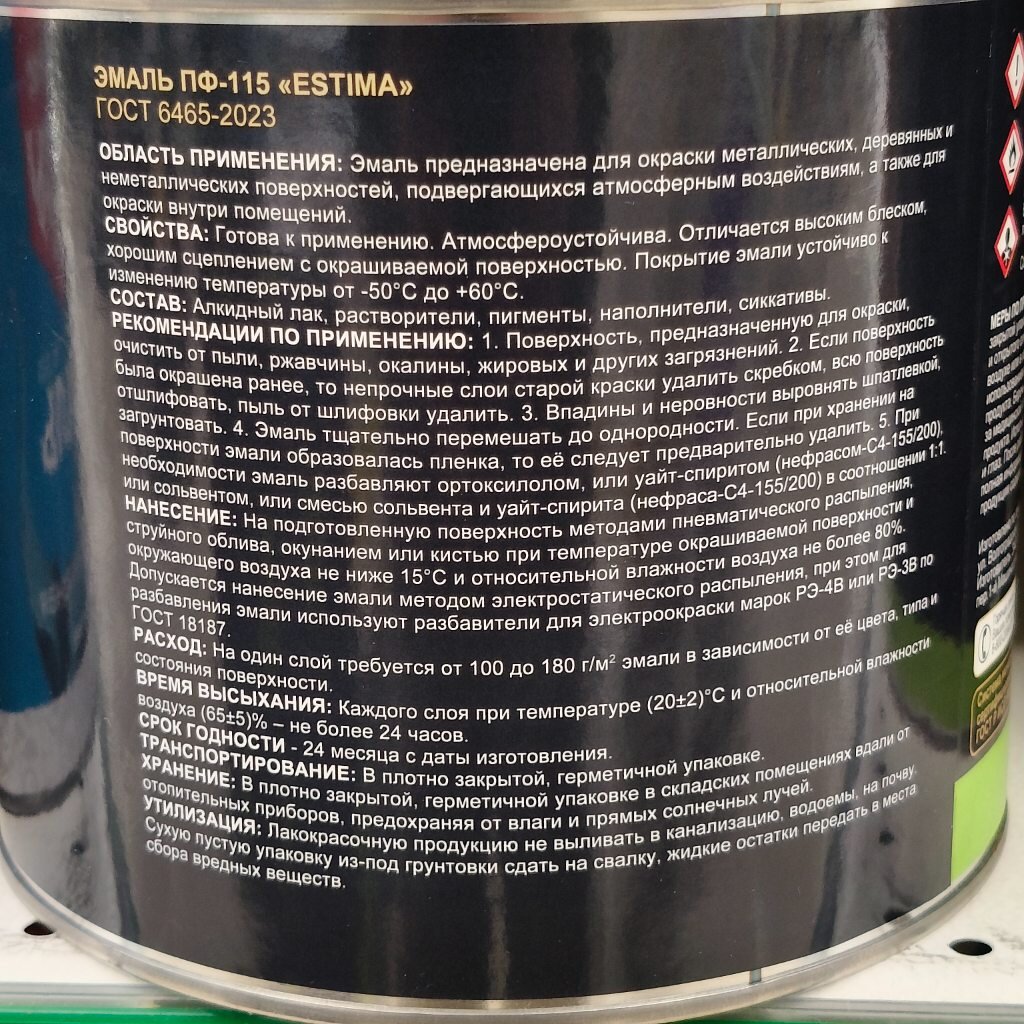 ЭМАЛЬ ПФ-115 «ESTIMA»
ГОСТ 6465-2023
ОБЛАСТЬ ПРИМЕНЕНИЯ: Эмаль предназначена для окраски металлических, деревянных и
неметаллических поверхностей, подвергающихся атмосферным воздействиям, а также для
окраски внутри помещений.
СВОЙСТВА: Готова к применению. Атмосфероустойчива. Отличается высоким блеском,
хорошим сцеплением с окрашиваемой поверхностью. Покрытие эмали устойчиво к
изменению температуры от -50°С до +60°С.
СОСТАВ: Алкидный лак, растворители, пигменты, наполнители, сиккативы.
РЕКОМЕНДАЦИИ ПО ПРИМЕНЕНИЮ: 1. Поверхность, предназначенную для окраски,
очистить от пыли, ржавчины, окалины, жировых и других загрязнений. 2. Если поверхность
была окрашена ранее, то непрочные слои старой краски удалить скребком, всю поверхность
отшлифовать, пыль от шлифовки удалить. 3. Впадины и неровности выровнять шпатлевкой,
загрунтовать. 4. Эмаль тщательно перемешать до однородности. Если при хранении на
поверхности эмали образовалась пленка, то её следует предварительно удалить. 5. При
необходимости эмаль разбавляют ортоксилолом, или уайт-спиритом (нефрасом-С4-155/200),
или сольвентом, или смесью сольвента и уайт-спирита (нефраса-С4-155/200) в соотношении 1:1.
НАНЕСЕНИЕ: На подготовленную поверхность методами пневматического распыления,
струйного облива, окунанием или кистью при температуре окрашиваемой поверхности и
окружающего воздуха не ниже 15°С и относительной влажности воздуха не более 80%.
Допускается нанесение эмали методом электростатического распыления, при этом для
разбавления эмали используют разбавители для электроокраски марок РЭ-4В или РЭ-3В по
ГОСТ 18187.
РАСХОД: На один слой требуется от 100 до 180 г/м² эмали в зависимости от её цвета, типа и
состояния поверхности.
ВРЕМЯ ВЫСЫХАНИЯ: Каждого слоя при температуре (20±2)°С и относительной влажности
воздуха (65±5)% – не более 24 часов.
СРОК ГОДНОСТИ - 24 месяца с даты изготовления.
ТРАНСПОРТИРОВАНИЕ: В плотно закрытой, герметичной упаковке.
ХРАНЕНИЕ: В плотно закрытой, герметичной упаковке в складских помещениях вдали от
отопительных приборов, предохраняя от влаги и прямых солнечных лучей.
УТИЛИЗАЦИЯ: Лакокрасочную продукцию не выливать в канализацию, водоемы, на почву.
Сухую пустую упаковку из-под грунтовки сдать на свалку, жидкие остатки передать в места
сбора вредных веществ.